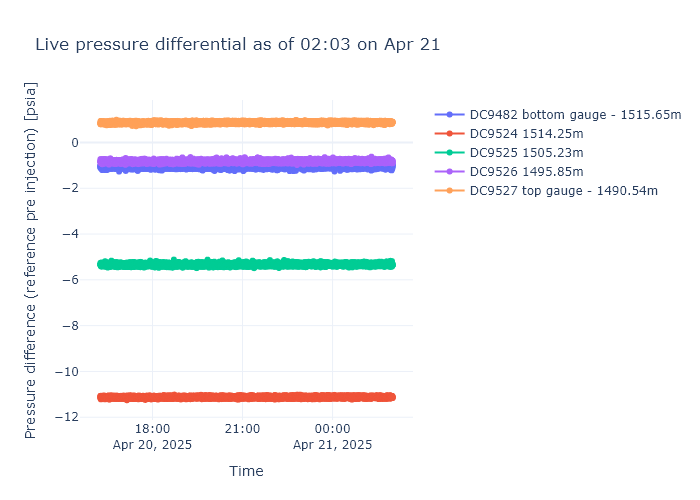 Live pressure differential as of 02:03 on Apr 21
Pressure difference (reference pre injection) [psia]
0
−2
−4
−6
−8
−10
−12
18:00
Apr 20, 2025
21:00
00:00
Apr 21, 2025
Time
DC9482 bottom gauge - 1515.65m
DC9524 1514.25m
DC9525 1505.23m
DC9526 1495.85m
DC9527 top gauge - 1490.54m